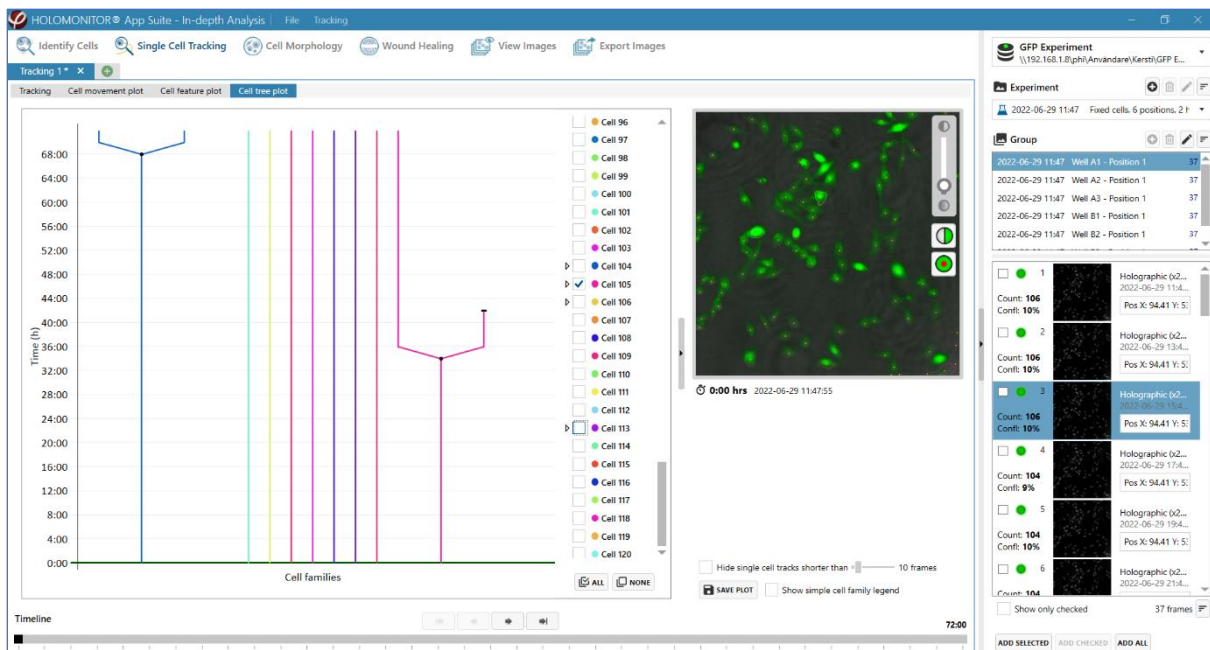 HOLOMONITOR® App Suite - In-depth Analysis File Tracking
Identify Cells Single Cell Tracking Cell Morphology Wound Healing View Images Export Images
Tracking 1 *
Tracking Cell movement plot Cell feature plot Cell tree plot
68:00
64:00
60:00
56:00
52:00
48:00
44:00
40:00
36:00
32:00
28:00
24:00
20:00
16:00
12:00
8:00
4:00
0:00
Time (h)
Cell families
Cell 96
Cell 97
Cell 98
Cell 99
Cell 100
Cell 101
Cell 102
Cell 103
Cell 104
Cell 105
Cell 106
Cell 107
Cell 108
Cell 109
Cell 110
Cell 111
Cell 112
Cell 113
Cell 114
Cell 115
Cell 116
Cell 117
Cell 118
Cell 119
Cell 120
ALL NONE
0:00 hrs 2022-06-29 11:47:55
Hide single cell tracks shorter than 10 frames
SAVE PLOT Show simple cell family legend
Timeline
72:00
GFP Experiment
\\192.168.1.8\phi\Användare\Kersti\GFP E...
Experiment
2022-06-29 11:47 Fixed cells, 6 positions, 2 h
Group
2022-06-29 11:47 Well A1 - Position 1 37
2022-06-29 11:47 Well A2 - Position 1 37
2022-06-29 11:47 Well A3 - Position 1 37
2022-06-29 11:47 Well B1 - Position 1 37
2022-06-29 11:47 Well B2 - Position 1 37
1 Holographic (x2...
2022-06-29 11:4...
Count: 106
Confl: 10% Pos X: 94.41 Y: 5
2 Holographic (x2...
2022-06-29 13:4...
Count: 106
Confl: 10% Pos X: 94.41 Y: 5
3 Holographic (x2...
2022-06-29 15:4...
Count: 106
Confl: 10% Pos X: 94.41 Y: 5
4 Holographic (x2...
2022-06-29 17:4...
Count: 104
Confl: 9% Pos X: 94.41 Y: 5
5 Holographic (x2...
2022-06-29 19:4...
Count: 104
Confl: 10% Pos X: 94.41 Y: 5
6 Holographic (x2...
2022-06-29 21:4...
Count: 104
Show only checked 37 frames
ADD SELECTED ADD CHECKED ADD ALL